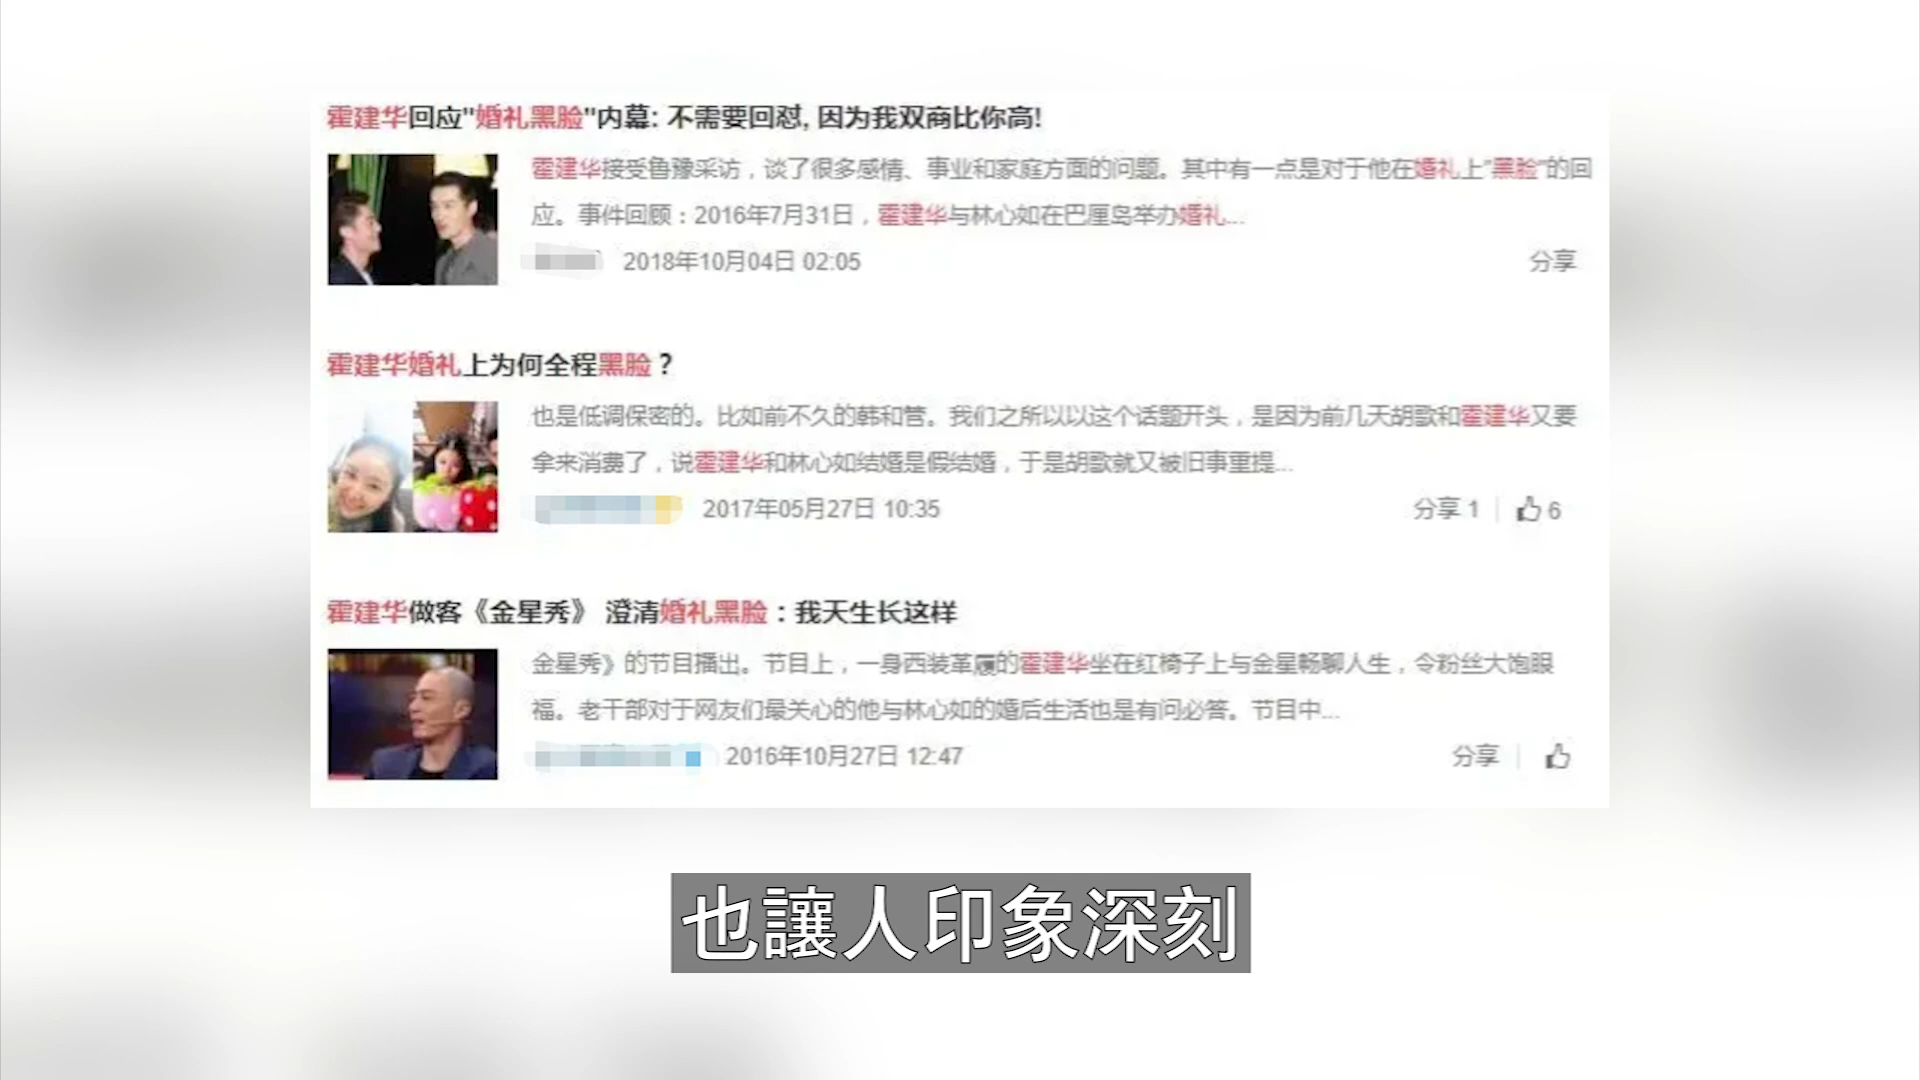 霍建华回应"婚礼黑脸"内幕: 不需要回怼, 因为我双商比你高!
霍建华接受鲁豫采访，谈了很多感情、事业和家庭方面的问题。其中有一点是对于他在婚礼上"黑脸"的回
应。事件回顾：2016年7月31日，霍建华与林心如在巴厘岛举办婚礼...
2018年10月04日 02:05
分享
霍建华婚礼上为何全程黑脸？
也是低调保密的。比如前不久的韩和曹。我们之所以以这个话题开头，是因为前几天胡歌和霍建华又要
拿来消费了，说霍建华和林心如结婚是假结婚，于是胡歌就又被旧事重提...
2017年05月27日 10:35
分享 1
6
霍建华做客《金星秀》 澄清婚礼黑脸：我天生长这样
金星秀》的节目播出。节目上，一身西装革履的霍建华坐在红椅子上与金星畅聊人生，令粉丝大饱眼
福。老干部对于网友们最关心的他与林心如的婚后生活也是有问必答。节目中...
2016年10月27日 12:47
分享
也讓人印象深刻